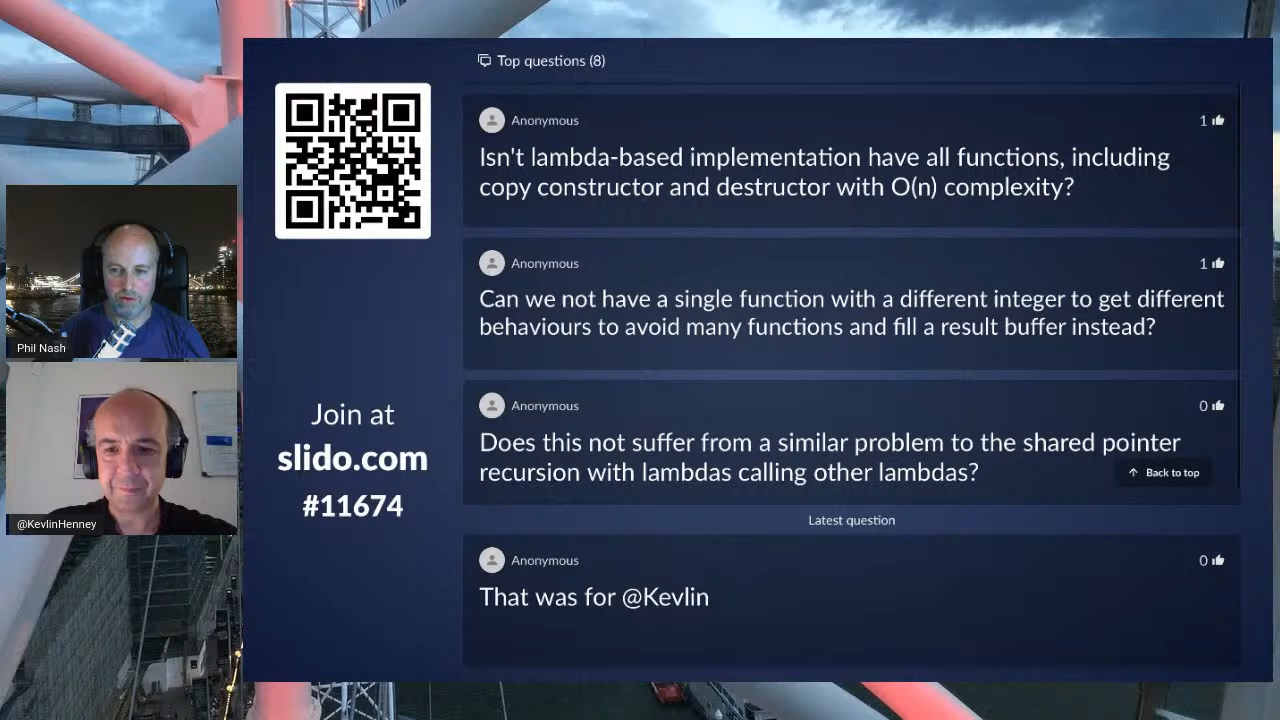 Top questions (8)
Anonymous
1
Isn't lambda-based implementation have all functions, including
copy constructor and destructor with O(n) complexity?
Anonymous
1
Can we not have a single function with a different integer to get different
behaviours to avoid many functions and fill a result buffer instead?
Anonymous
0
Does this not suffer from a similar problem to the shared pointer
recursion with lambdas calling other lambdas?
Back to top
Latest question
Anonymous
0
That was for @Kevlin
Join at
slido.com
#11674
Phil Nash
@KevlinHenney